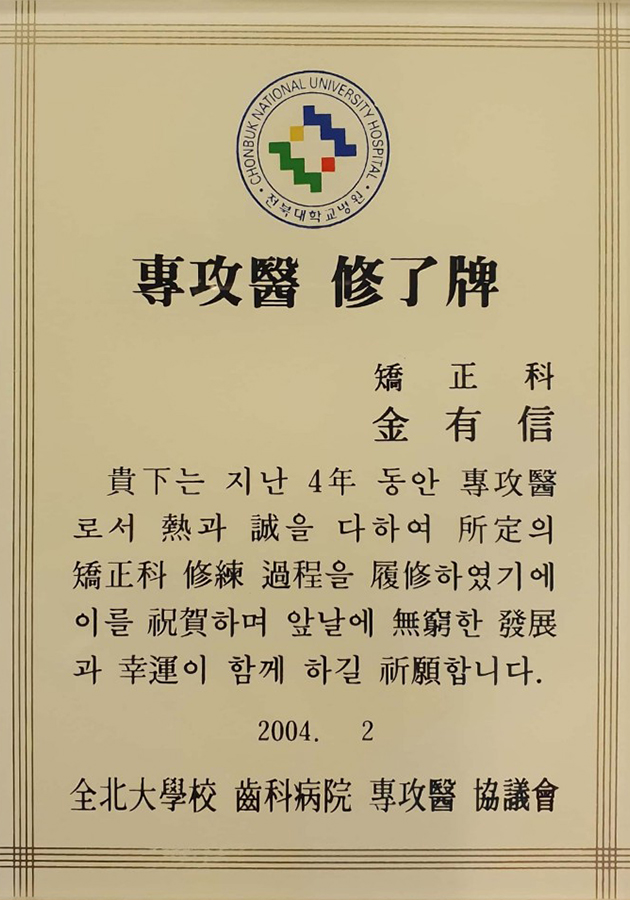 CHONBUK NATIONAL UNIVERSITY HOSPITAL
전북대학교병원
專攻醫 修了牌
矯正科
金有信
貴下는 지난 4年 동안 專攻醫
로서 熱과 誠을 다하여 所定의
矯正科 修練 過程을 履修하였기에
이를 祝賀하며 앞날에 無窮한 發展
과 幸運이 함께 하길 祈願합니다.
2004. 2
全北大學校 齒科病院 專攻醫 協議會